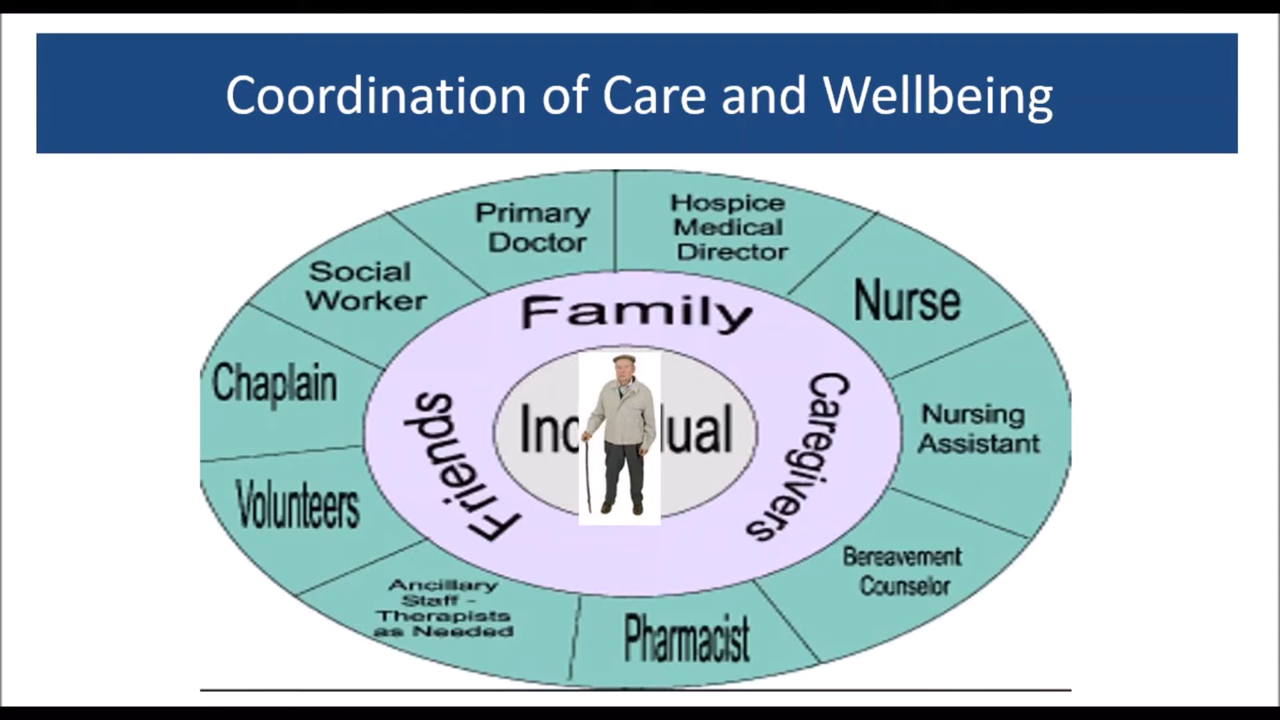 Coordination of Care and Wellbeing
Primary
Doctor
Hospice
Medical
Director
Social
Worker
Nurse
Family
Chaplain
Friends
Caregivers
Nursing
Assistant
Volunteers
Bereavement
Counselor
Ancillary
Staff -
Therapists
as Needed
Pharmacist